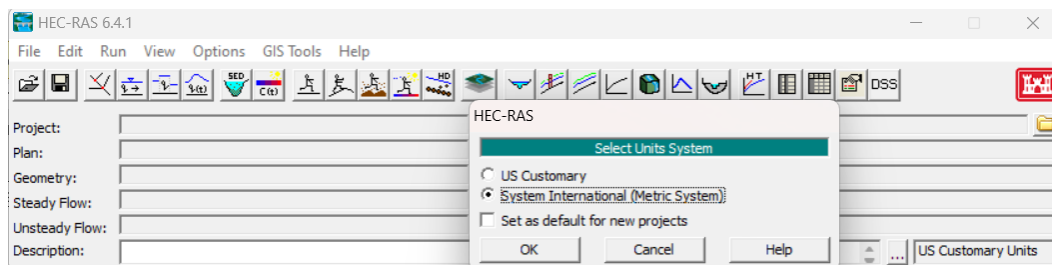 HEC-RAS 6.4.1
File Edit Run View Options GIS Tools Help
SED C(t) HD HT DSS
HEC-RAS
Project:
Select Units System
Plan:
US Customary
Geometry:
System International (Metric System)
Steady Flow:
Set as default for new projects
Unsteady Flow:
OK Cancel Help
Description:
... US Customary Units